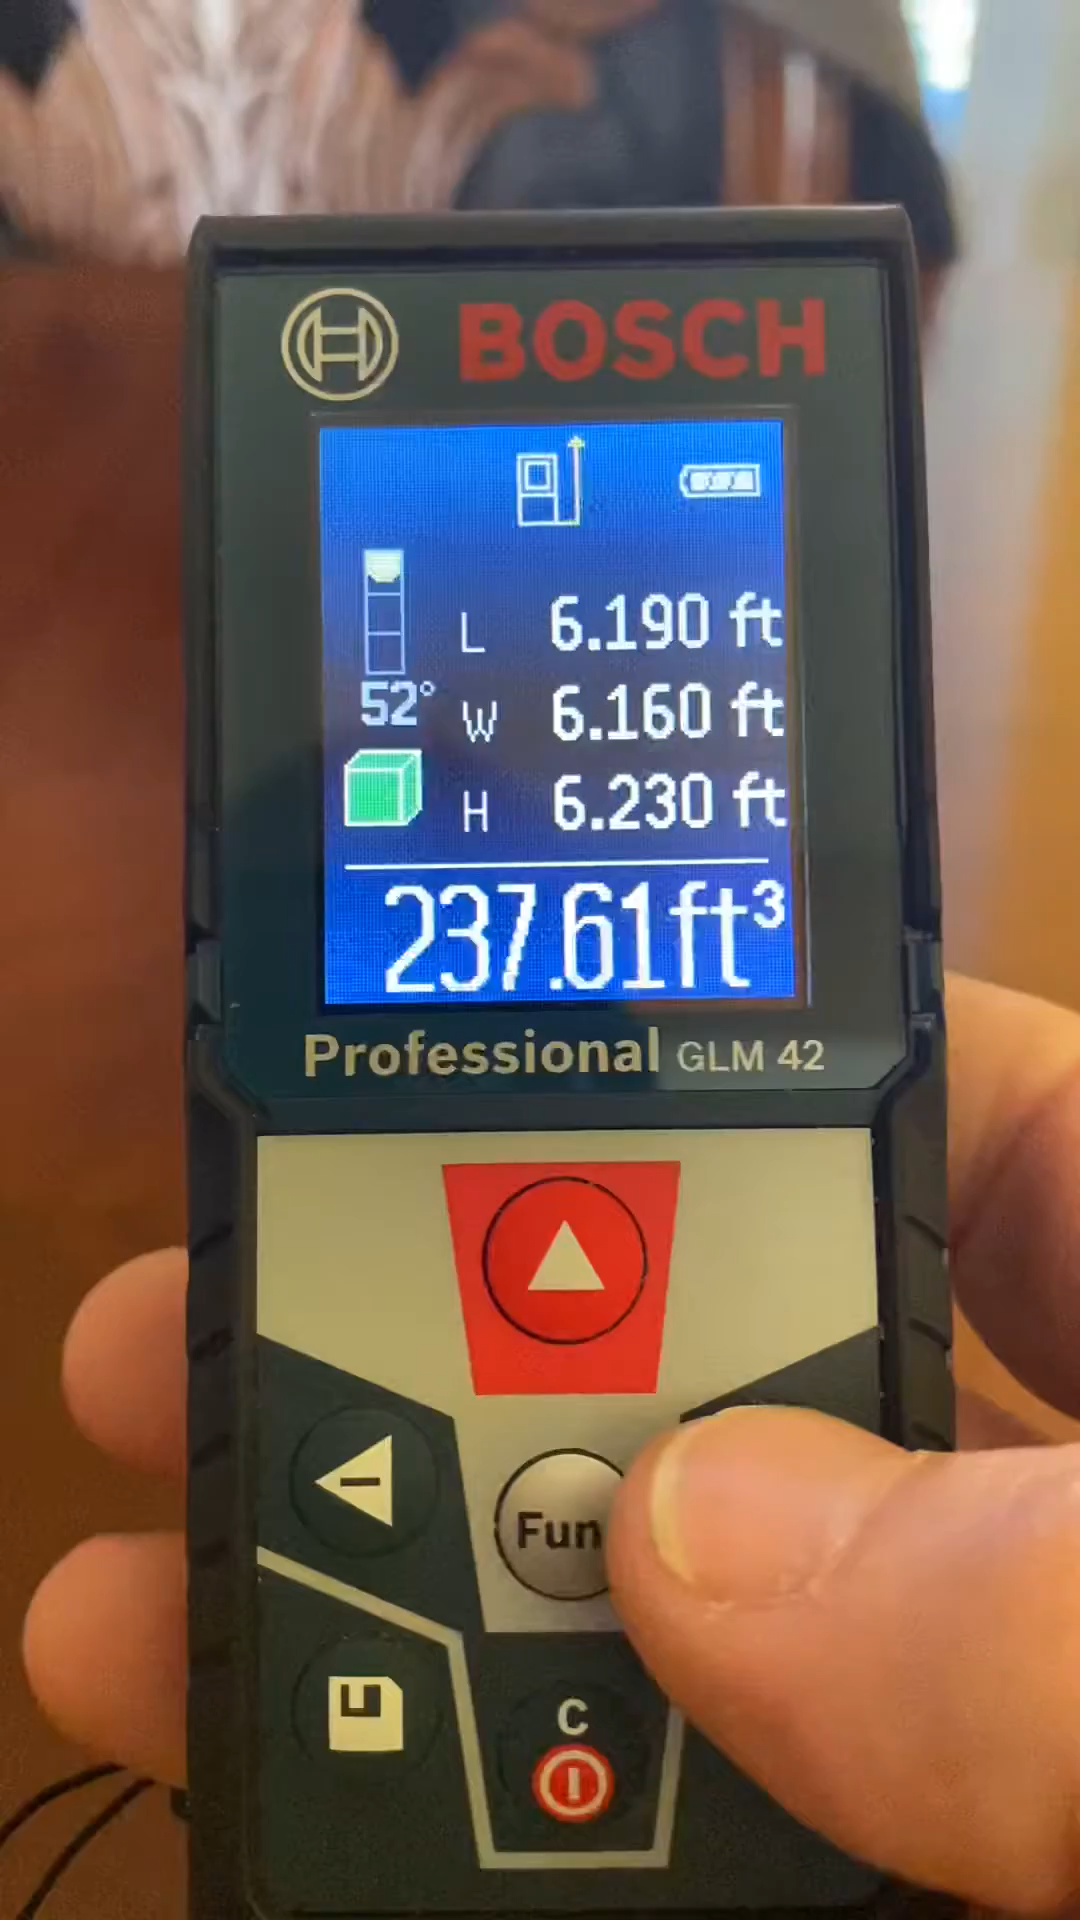 BOSCH
L 6.190 ft
52°
W 6.160 ft
H 6.230 ft
237.61ft³
Professional GLM 42
Fun
C